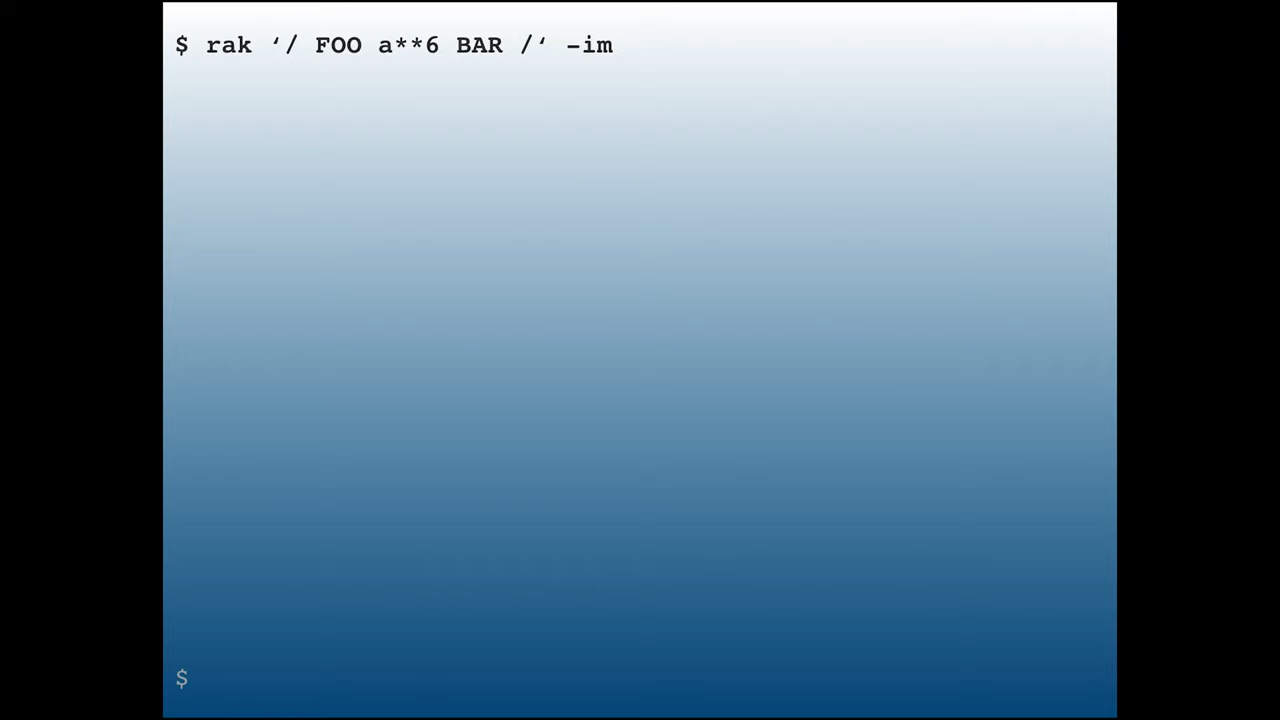 $ rak ‘/ FOO a**6 BAR /‘ –im
$